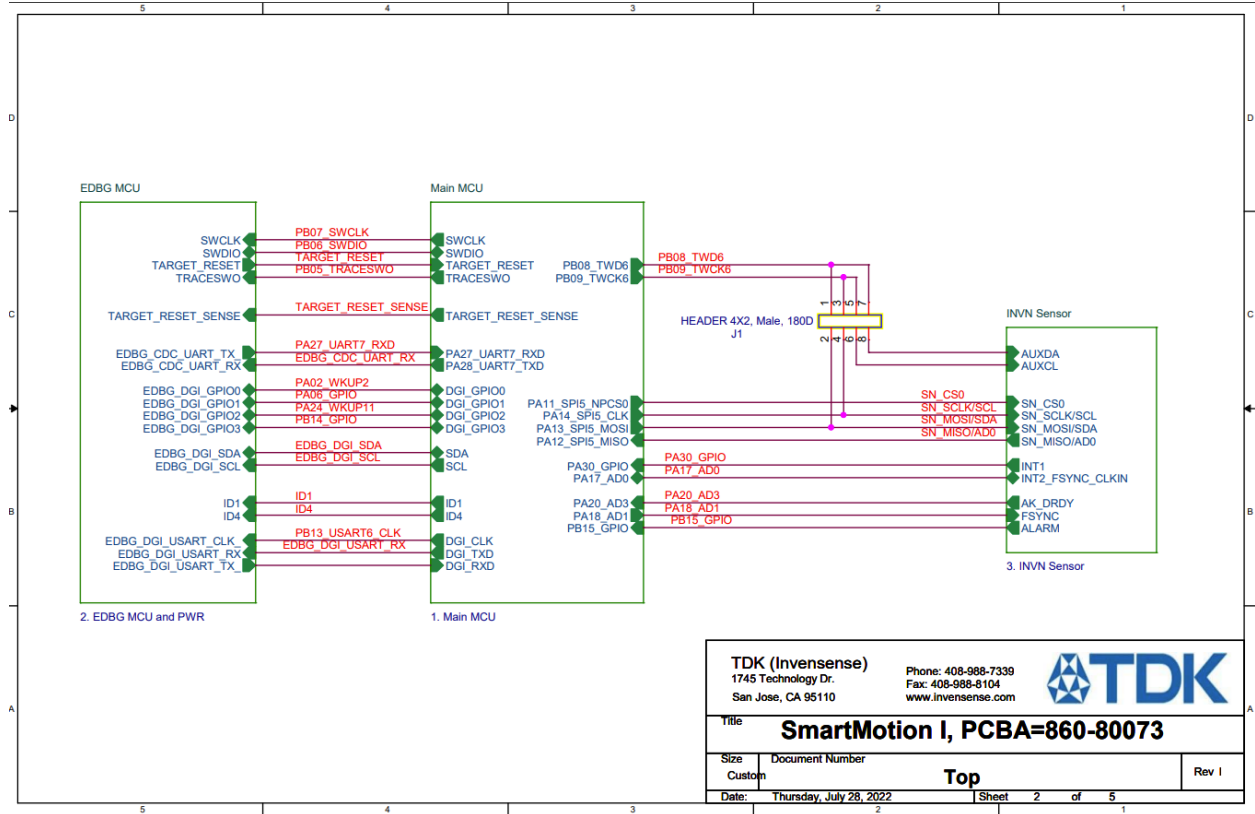 5 4 3 2 1
D D
C C
B B
A A
EDBG MCU
SWCLK
SWDIO
TARGET_RESET
TRACESWO
TARGET_RESET_SENSE
EDBG_CDC_UART_TX_
EDBG_CDC_UART_RX
EDBG_DGI_GPIO0
EDBG_DGI_GPIO1
EDBG_DGI_GPIO2
EDBG_DGI_GPIO3
EDBG_DGI_SDA
EDBG_DGI_SCL
ID1
ID4
EDBG_DGI_USART_CLK_
EDBG_DGI_USART_RX
EDBG_DGI_USART_TX_
2. EDBG MCU and PWR
PB07_SWCLK
PB06_SWDIO
TARGET_RESET
PB05_TRACESWO
TARGET_RESET_SENSE
PA27_UART7_RXD
EDBG_CDC_UART_RX
PA02_WKUP2
PA06_GPIO
PA24_WKUP11
PB14_GPIO
EDBG_DGI_SDA
EDBG_DGI_SCL
ID1
ID4
PB13_USART6_CLK
EDBG_DGI_USART_RX
Main MCU
SWCLK
SWDIO
TARGET_RESET
TRACESWO
TARGET_RESET_SENSE
PA27_UART7_RXD
PA28_UART7_TXD
DGI_GPIO0
DGI_GPIO1
DGI_GPIO2
DGI_GPIO3
SDA
SCL
ID1
ID4
DGI_CLK
DGI_TXD
DGI_RXD
PB08_TWD6
PB09_TWCK6
PA11_SPI5_NPCS0
PA14_SPI5_CLK
PA13_SPI5_MOSI
PA12_SPI5_MISO
PA30_GPIO
PA17_AD0
PA20_AD3
PA18_AD1
PB15_GPIO
1. Main MCU
PB08_TWD6
PB09_TWCK6
1 3 5 7
HEADER 4X2, Male, 180D
J1
2 4 6 8
SN_CS0
SN_SCLK/SCL
SN_MOSI/SDA
SN_MISO/AD0
PA30_GPIO
PA17_AD0
PA20_AD3
PA18_AD1
PB15_GPIO
INVN Sensor
AUXDA
AUXCL
SN_CS0
SN_SCLK/SCL
SN_MOSI/SDA
SN_MISO/AD0
INT1
INT2_FSYNC_CLKIN
AK_DRDY
FSYNC
ALARM
3. INVN Sensor
TDK (Invensense)
1745 Technology Dr.
San Jose, CA 95110
Phone: 408-988-7339
Fax: 408-988-8104
www.invensense.com
TDK
Title
SmartMotion I, PCBA=860-80073
Size
Custom
Document Number
Top
Rev I
Date: Thursday, July 28, 2022
Sheet 2 of 5
5 4 3 2 1